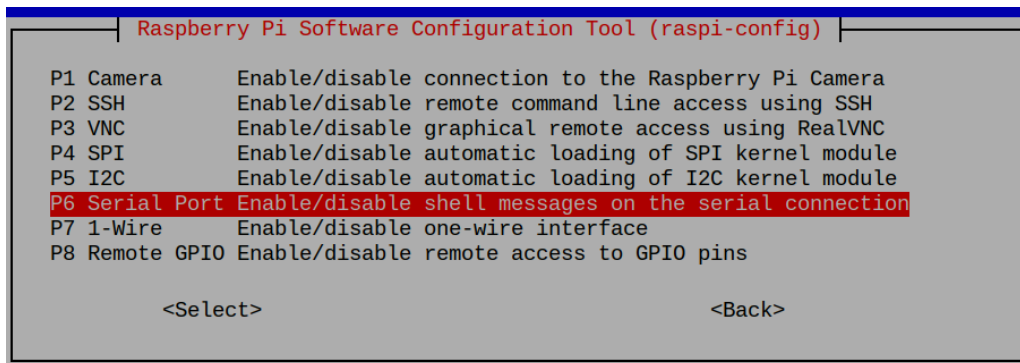 Raspberry Pi Software Configuration Tool (raspi-config)
P1 Camera Enable/disable connection to the Raspberry Pi Camera
P2 SSH Enable/disable remote command line access using SSH
P3 VNC Enable/disable graphical remote access using RealVNC
P4 SPI Enable/disable automatic loading of SPI kernel module
P5 I2C Enable/disable automatic loading of I2C kernel module
P6 Serial Port Enable/disable shell messages on the serial connection
P7 1-Wire Enable/disable one-wire interface
P8 Remote GPIO Enable/disable remote access to GPIO pins
<Select> <Back>